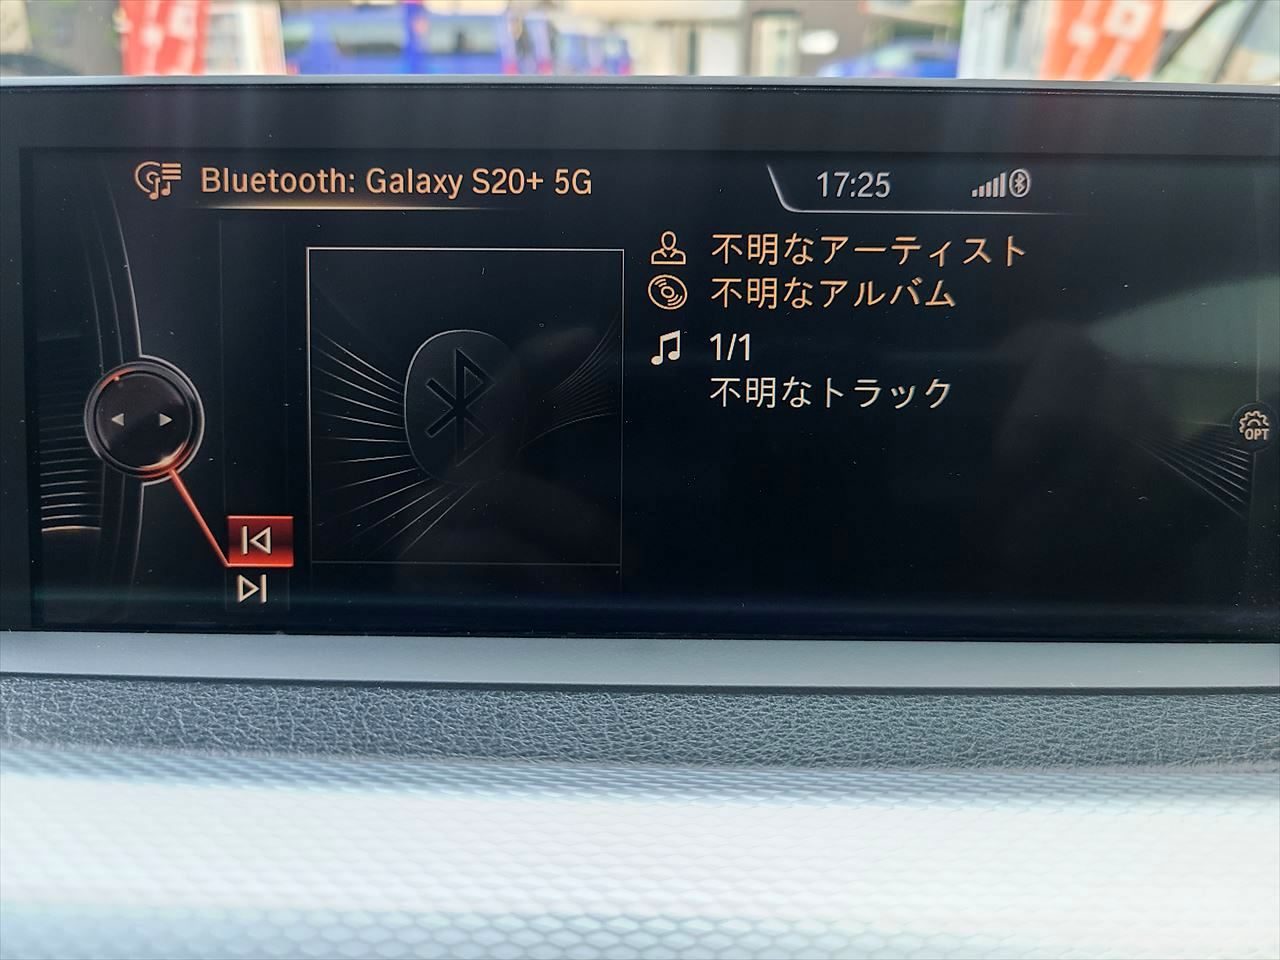 Bluetooth: Galaxy S20+ 5G
17:25
不明なアーティスト
不明なアルバム
1/1
不明なトラック
OPT